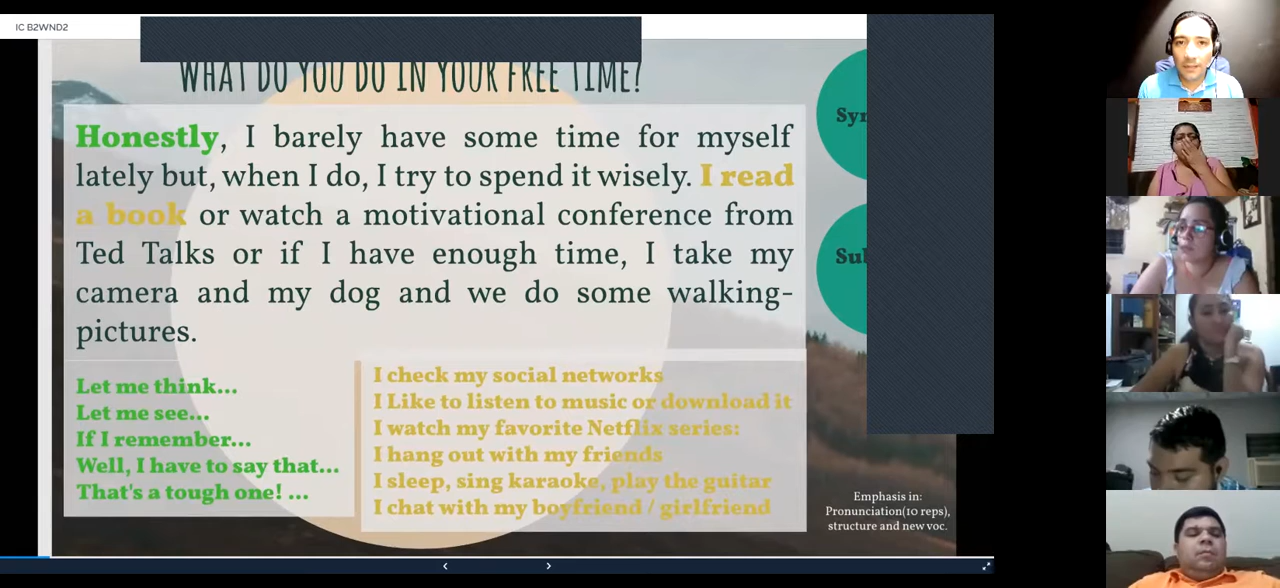 IC B2WND2
WHAT DO YOU DO IN YOUR FREE TIME?
Honestly, I barely have some time for myself
lately but, when I do, I try to spend it wisely. I read
a book or watch a motivational conference from
Ted Talks or if I have enough time, I take my
camera and my dog and we do some walking-
pictures.
Let me think...
Let me see...
If I remember...
Well, I have to say that...
That's a tough one! ...
I check my social networks
I Like to listen to music or download it
I watch my favorite Netflix series:
I hang out with my friends
I sleep, sing karaoke, play the guitar
I chat with my boyfriend / girlfriend
Emphasis in:
Pronunciation(10 reps),
structure and new voc.